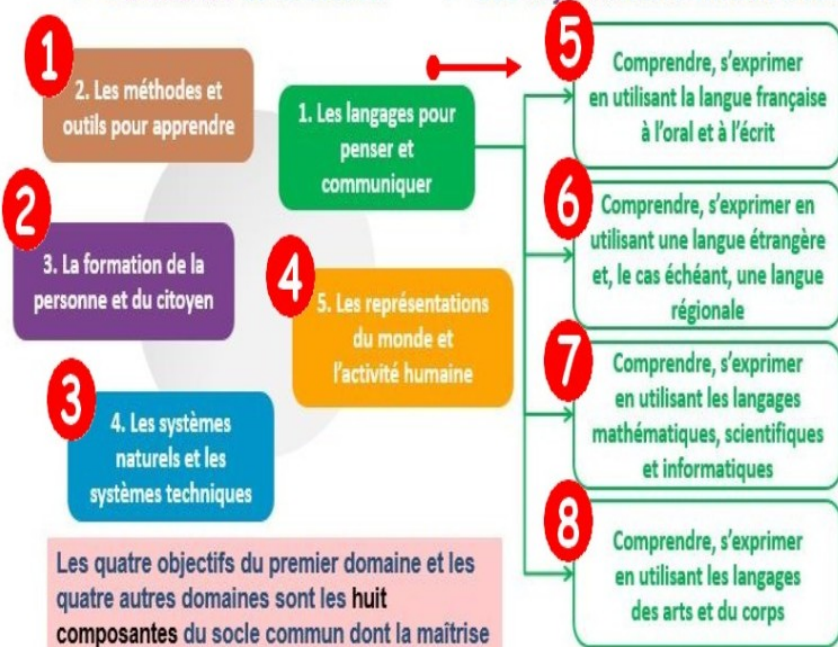 1
2. Les méthodes et
outils pour apprendre
2
3. La formation de la
personne et du citoyen
3
4. Les systèmes
naturels et les
systèmes techniques
1. Les langages pour
penser et
communiquer
4
5. Les représentations
du monde et
l'activité humaine
5
Comprendre, s'exprimer
en utilisant la langue française
à l'oral et à l'écrit
6
Comprendre, s'exprimer en
utilisant une langue étrangère
et, le cas échéant, une langue
régionale
7
Comprendre, s'exprimer
en utilisant les langages
mathématiques, scientifiques
et informatiques
8
Comprendre, s'exprimer
en utilisant les langages
des arts et du corps
Les quatre objectifs du premier domaine et les
quatre autres domaines sont les huit
composantes du socle commun dont la maîtrise